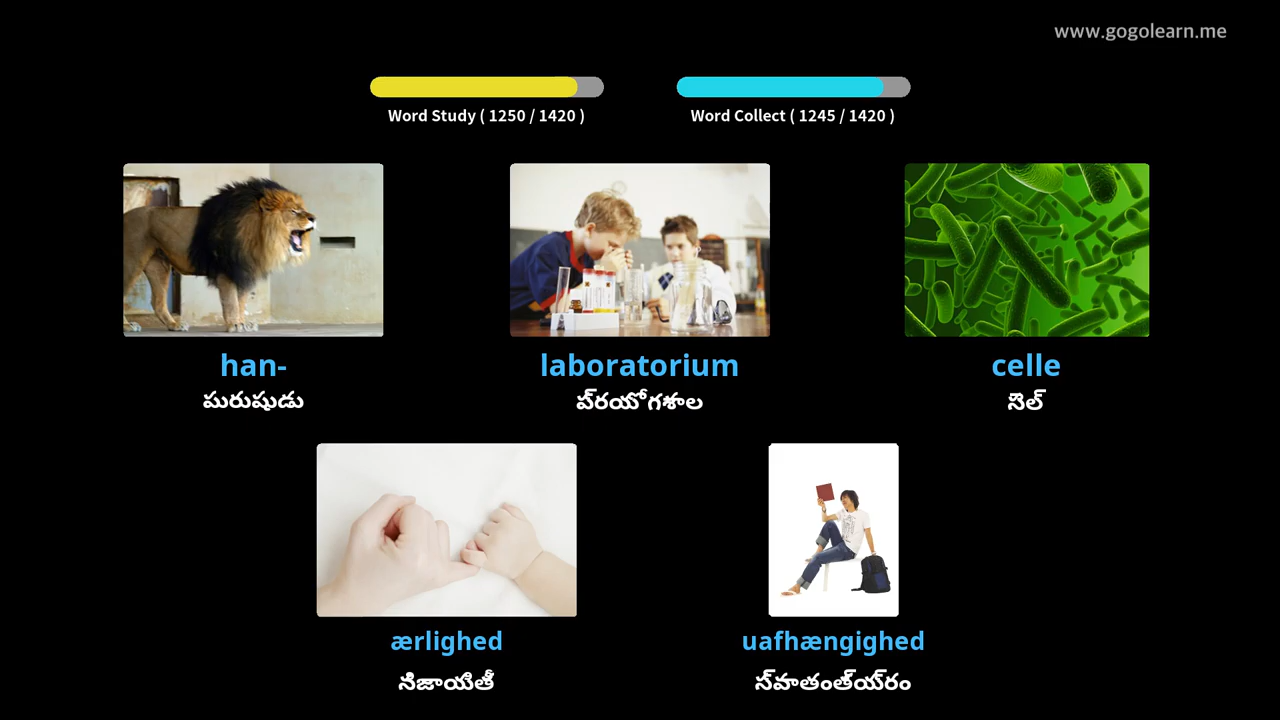 www.gogolearn.me
Word Study ( 1250 / 1420 )
Word Collect ( 1245 / 1420 )
han-
laboratorium
celle
పురుషుడు
ప్రయోగశాల
సెల్
ærlighed
uafhængighed
నిజాయితీ
స్వాతంత్య్రం